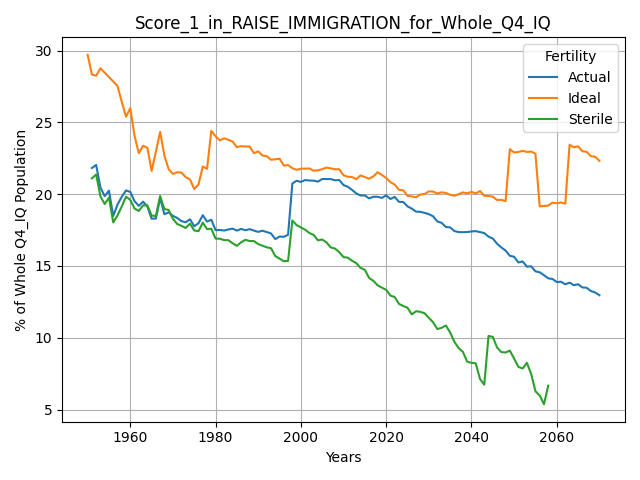 Score_1_in_RAISE_IMMIGRATION_for_Whole_Q4_IQ
% of Whole Q4_IQ Population
30
25
20
15
10
5
Fertility
Actual
Ideal
Sterile
1960 1980 2000 2020 2040 2060
Years